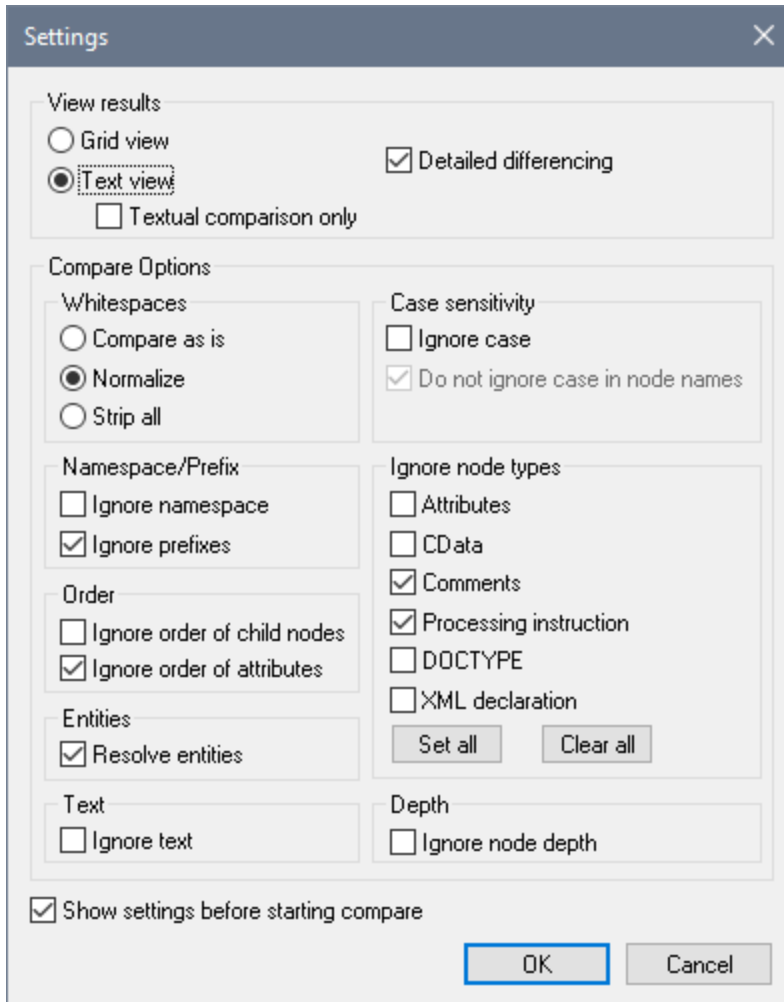 Settings
View results
Grid view
Text view
Detailed differencing
Textual comparison only
Compare Options
Whitespaces
Compare as is
Normalize
Strip all
Case sensitivity
Ignore case
Do not ignore case in node names
Namespace/Prefix
Ignore namespace
Ignore prefixes
Ignore node types
Attributes
CData
Comments
Processing instruction
DOCTYPE
XML declaration
Set all
Clear all
Order
Ignore order of child nodes
Ignore order of attributes
Entities
Resolve entities
Text
Ignore text
Depth
Ignore node depth
Show settings before starting compare
OK
Cancel